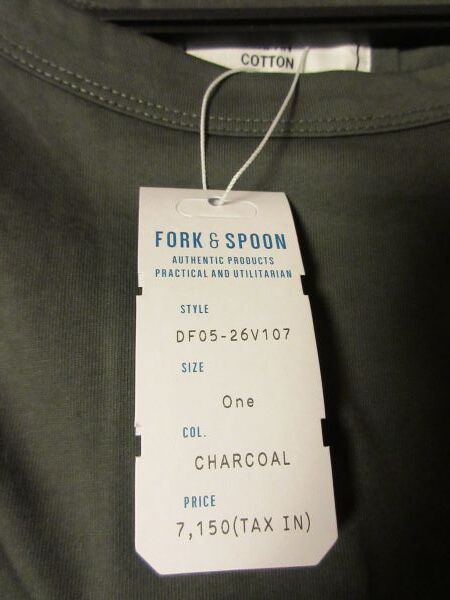 COTTON
FORK & SPOON
AUTHENTIC PRODUCTS
PRACTICAL AND UTILITARIAN
STYLE
DF05-26V107
SIZE
One
COL.
CHARCOAL
PRICE
7,150(TAX IN)